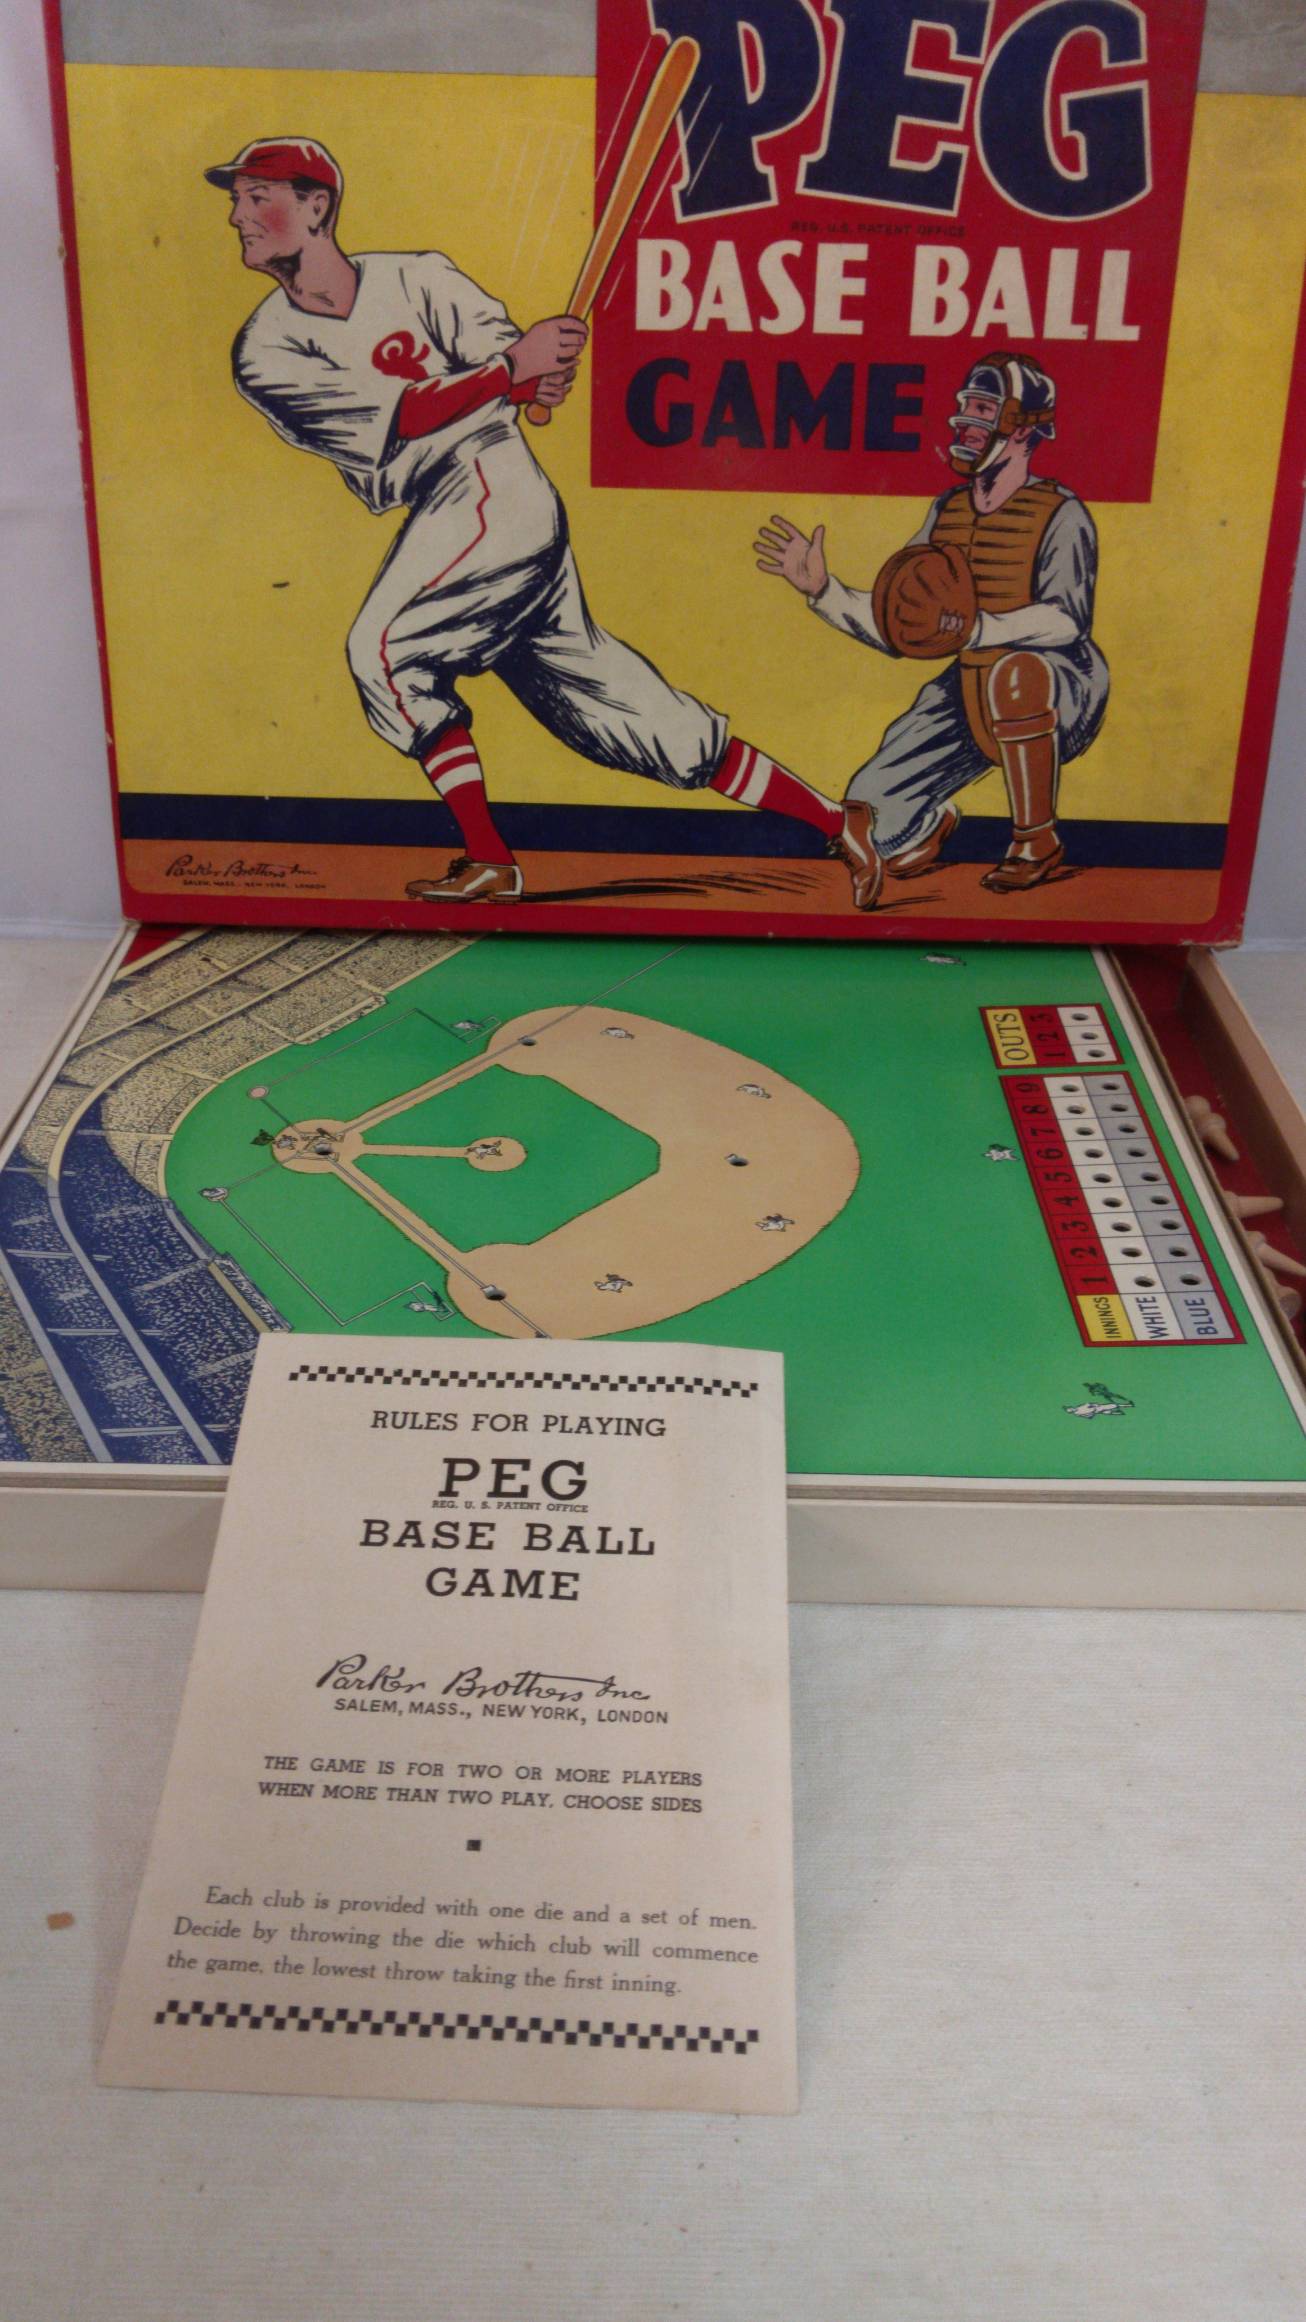 PEG
REG. U.S. PATENT OFFICE
BASE BALL
GAME
Parker Brothers Inc.
SALEM, MASS. NEW YORK, LONDON
OUTS
1 2 3
INNINGS 1 2 3 4 5 6 7 8 9
WHITE
BLUE
RULES FOR PLAYING
PEG
REG. U. S. PATENT OFFICE
BASE BALL
GAME
Parker Brothers Inc.
SALEM, MASS., NEW YORK, LONDON
THE GAME IS FOR TWO OR MORE PLAYERS
WHEN MORE THAN TWO PLAY, CHOOSE SIDES
Each club is provided with one die and a set of men.
Decide by throwing the die which club will commence
the game, the lowest throw taking the first inning.